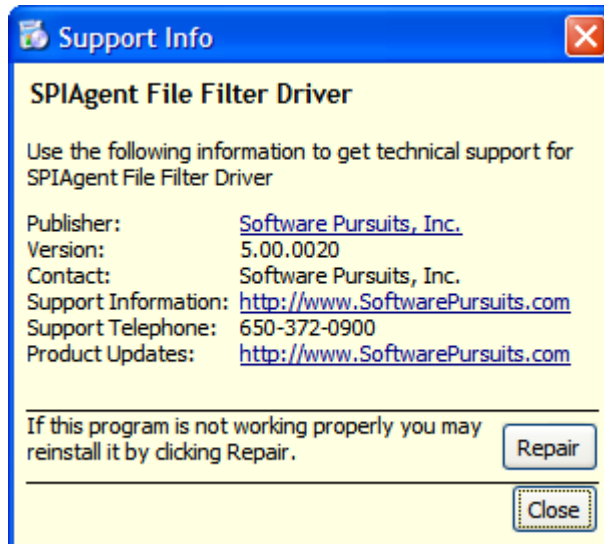 Support Info
SPIAgent File Filter Driver
Use the following information to get technical support for
SPIAgent File Filter Driver
Publisher: Software Pursuits, Inc.
Version: 5.00.0020
Contact: Software Pursuits, Inc.
Support Information: http://www.SoftwarePursuits.com
Support Telephone: 650-372-0900
Product Updates: http://www.SoftwarePursuits.com
If this program is not working properly you may
reinstall it by clicking Repair.
Repair
Close